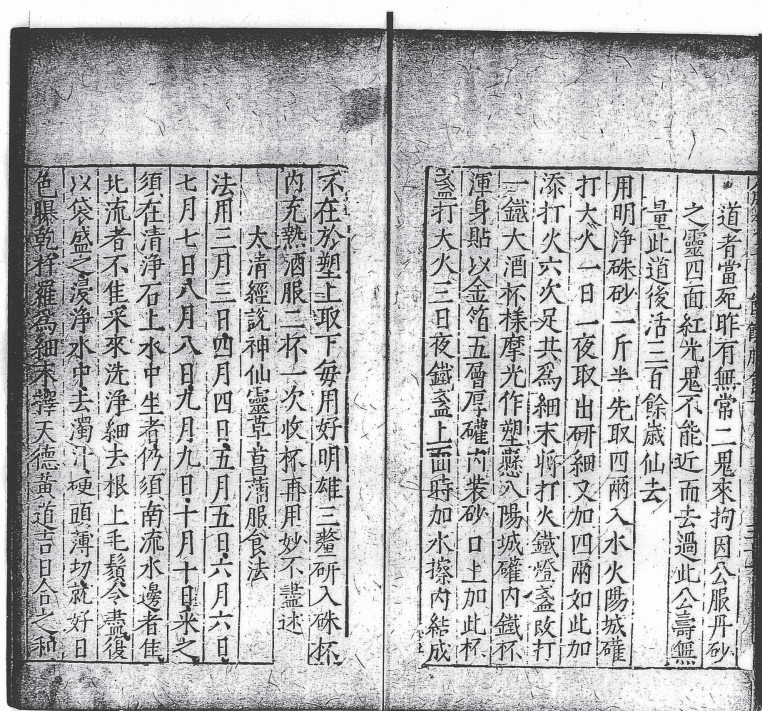 道者當死昨有無常二鬼來拘因公服丹砂
之靈四面紅光鬼不能近而去過此公壽無
量此道後活三百餘歲仙去
用明淨硃砂一斤半先取四兩入水火陽城礶
打大火一日一夜取出研細又加四兩如此加
添打火六次足共為細末將打火鐵燈盞改打
一鐵大酒杯樣摩光作塑懸入陽城礶內鐵杯
渾身貼以金箔五層厚礶內裝砂口上加此杯
盞打大火三日夜鐵盞上面時加水擦內結成
不在於塑上取下每用好明雄三釐研入硃杯
內充熱酒服二杯一次收杯再用妙不盡述
太清經說神仙靈草菖蒲服食法
法用三月三日四月四日五月五日六月六日
七月七日八月八日九月九日十月十日采之
須在清淨石上水中生者仍須南流水邊者佳
北流者不佳采來洗淨細去根上毛鬚令盡復
以袋盛之浸淨水中去濁汁硬頭薄切就好日
色曝乾杵羅爲細末擇天德黃道吉日合之和